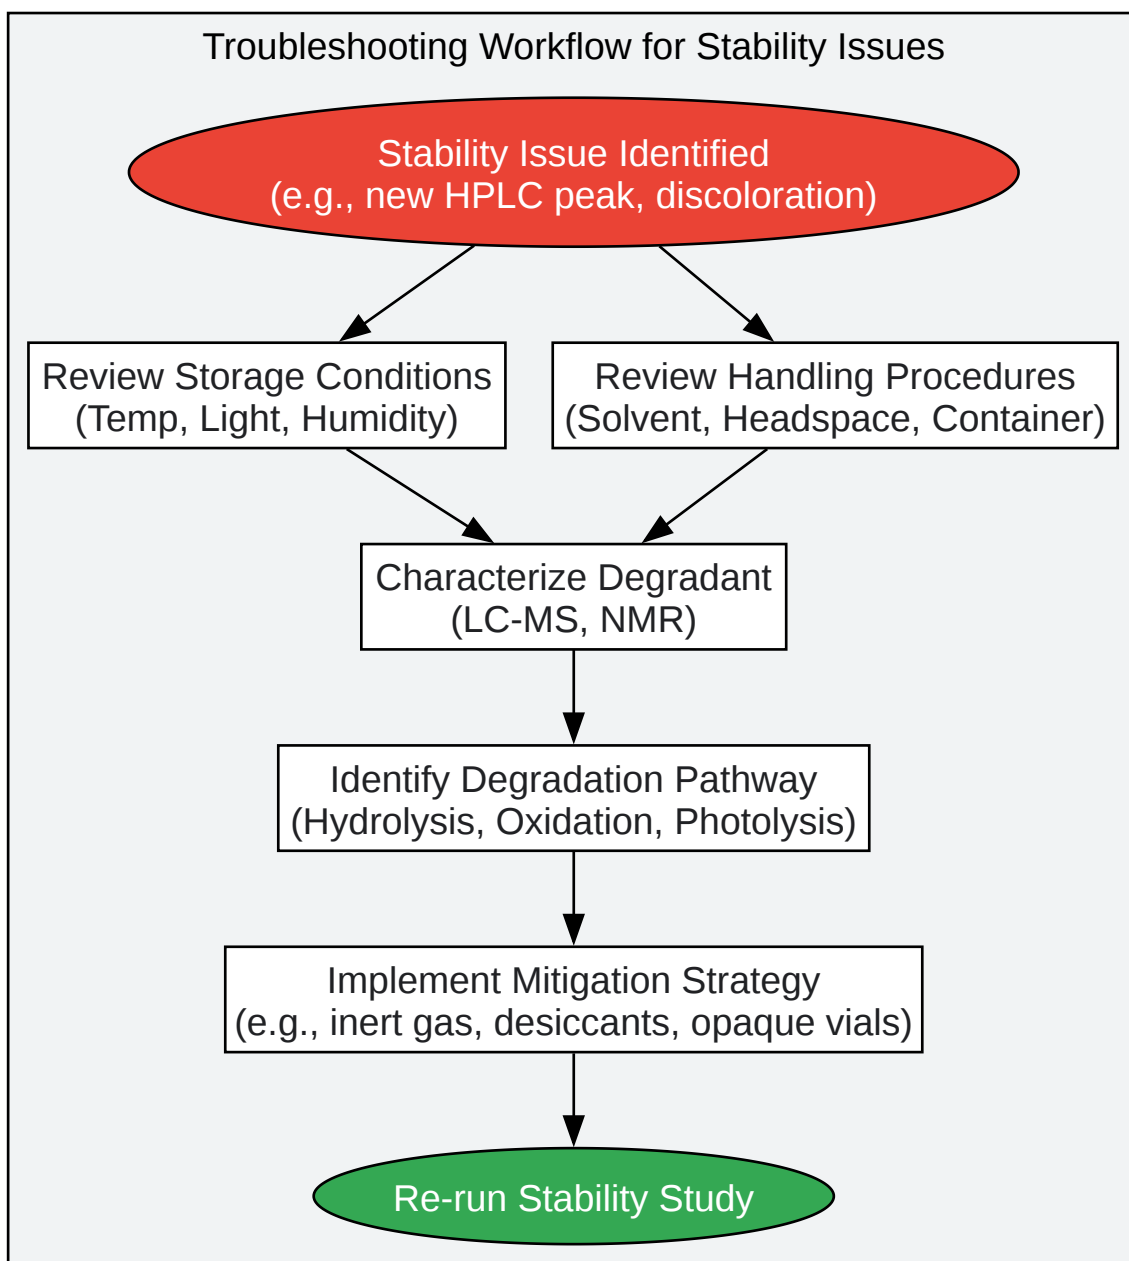 Troubleshooting Workflow for Stability Issues
Stability Issue Identified
(e.g., new HPLC peak, discoloration)
Review Storage Conditions
(Temp, Light, Humidity)
Review Handling Procedures
(Solvent, Headspace, Container)
Characterize Degradant
(LC-MS, NMR)
Identify Degradation Pathway
(Hydrolysis, Oxidation, Photolysis)
Implement Mitigation Strategy
(e.g., inert gas, desiccants, opaque vials)
Re-run Stability Study